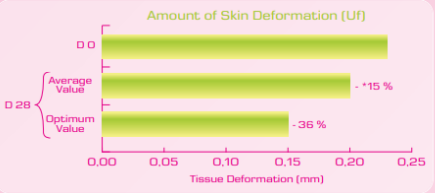 Amount of Skin Deformation (Uf)
D 0
D 28
Average
Value
- *15 %
Optimum
Value
- 36 %
0,00 0,05 0,10 0,15 0,20 0,25
Tissue Deformation (mm)